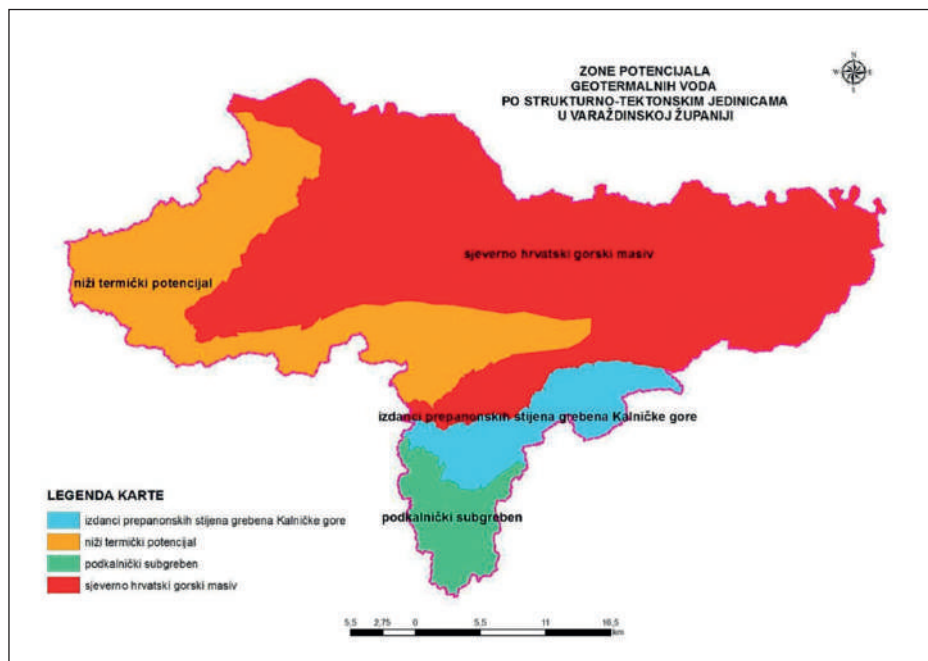 ZONE POTENCIJALA
GEOTERMALNIH VODA
PO STRUKTURNO-TEKTONSKIM JEDINICAMA
U VARAŽDINSKOJ ŽUPANIJI
N
W E
S
sjeverno hrvatski gorski masiv
niži termički potencijal
izdanci prepanonskih stijena grebena Kalničke gore
podkalnički subgreben
LEGENDA KARTE
izdanci prepanonskih stijena grebena Kalničke gore
niži termički potencijal
podkalnički subgreben
sjeverno hrvatski gorski masiv
5,5 2,75 0 5,5 11 16,5
km